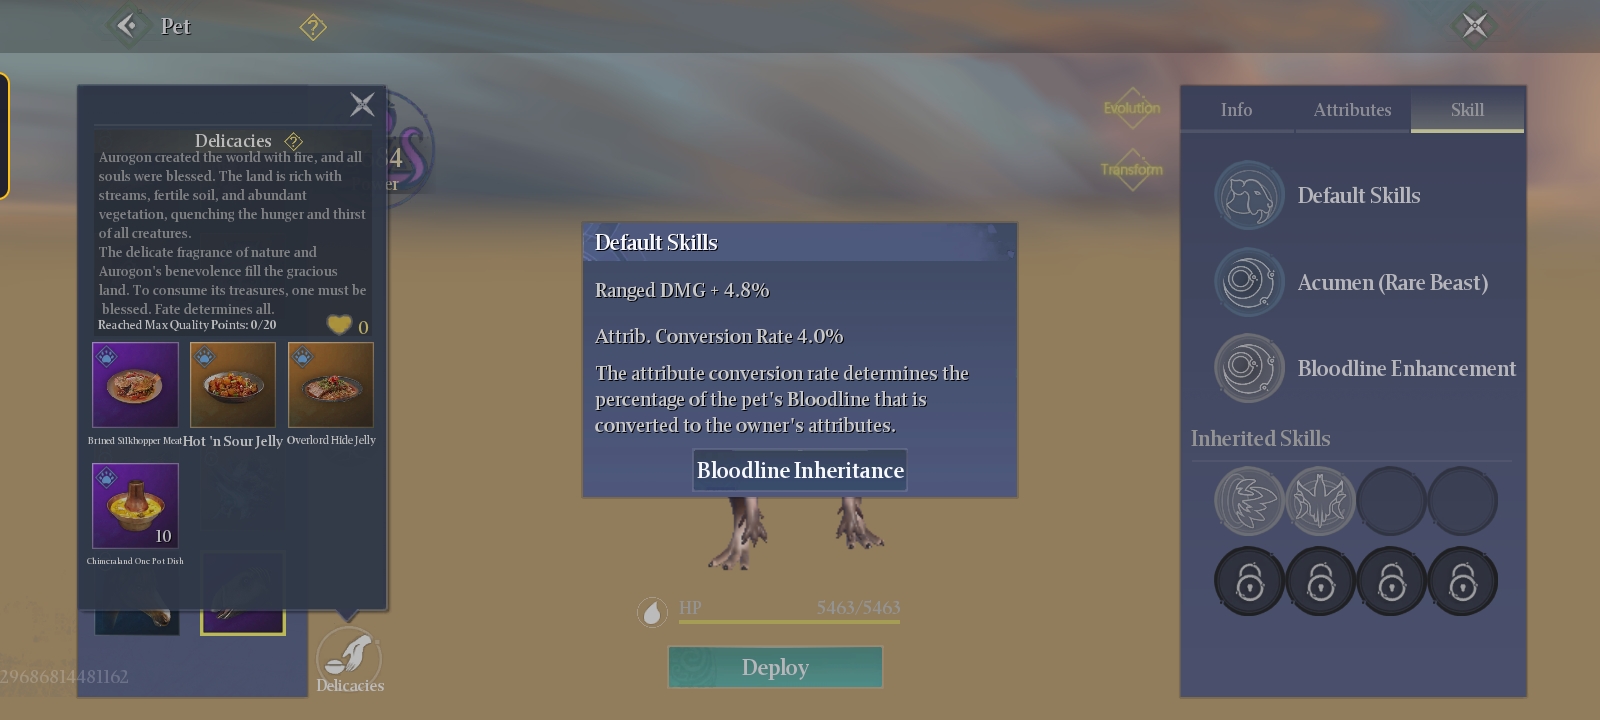 Pet
Delicacies
Aurogon created the world with fire, and all
souls were blessed. The land is rich with
streams, fertile soil, and abundant
vegetation, quenching the hunger and thirst
of all creatures.
The delicate fragrance of nature and
Aurogon's benevolence fill the gracious
land. To consume its treasures, one must be
blessed. Fate determines all.
Reached Max Quality Points: 0/20
0
Brined Silkhopper Meat
Hot 'n Sour Jelly
Overlord Hide Jelly
10
Chimeraland One Pot Dish
29686814481162
Delicacies
Evolution
Transform
Default Skills
Ranged DMG + 4.8%
Attrib. Conversion Rate 4.0%
The attribute conversion rate determines the
percentage of the pet's Bloodline that is
converted to the owner's attributes.
Bloodline Inheritance
HP
5463/5463
Deploy
Info
Attributes
Skill
Default Skills
Acumen (Rare Beast)
Bloodline Enhancement
Inherited Skills